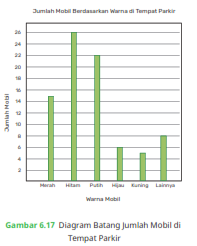 Jumlah Mobil Berdasarkan Warna di Tempat Parkir
26
24
22
20
18
16
14
12
10
8
6
4
2
Jumlah Mobil
Merah Hitam Putih Hijau Kuning Lainnya
Warna Mobil
Gambar 6.17 Diagram Batang Jumlah Mobil di
Tempat Parkir